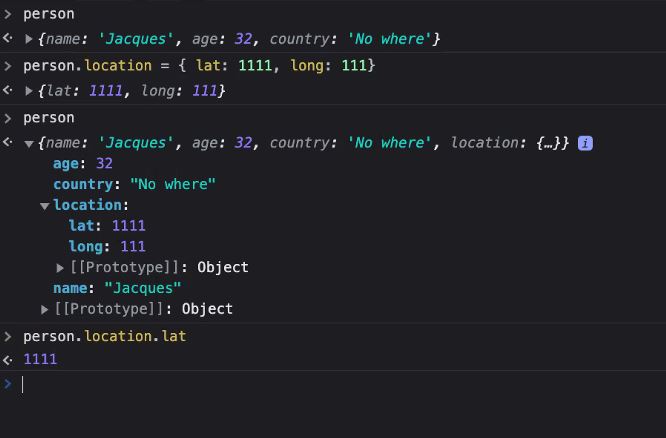 person
{name: 'Jacques', age: 32, country: 'No where'}
person.location = { lat: 1111, long: 111}
{lat: 1111, long: 111}
person
{name: 'Jacques', age: 32, country: 'No where', location: {…}} i
age: 32
country: "No where"
location:
lat: 1111
long: 111
[[Prototype]]: Object
name: "Jacques"
[[Prototype]]: Object
person.location.lat
1111